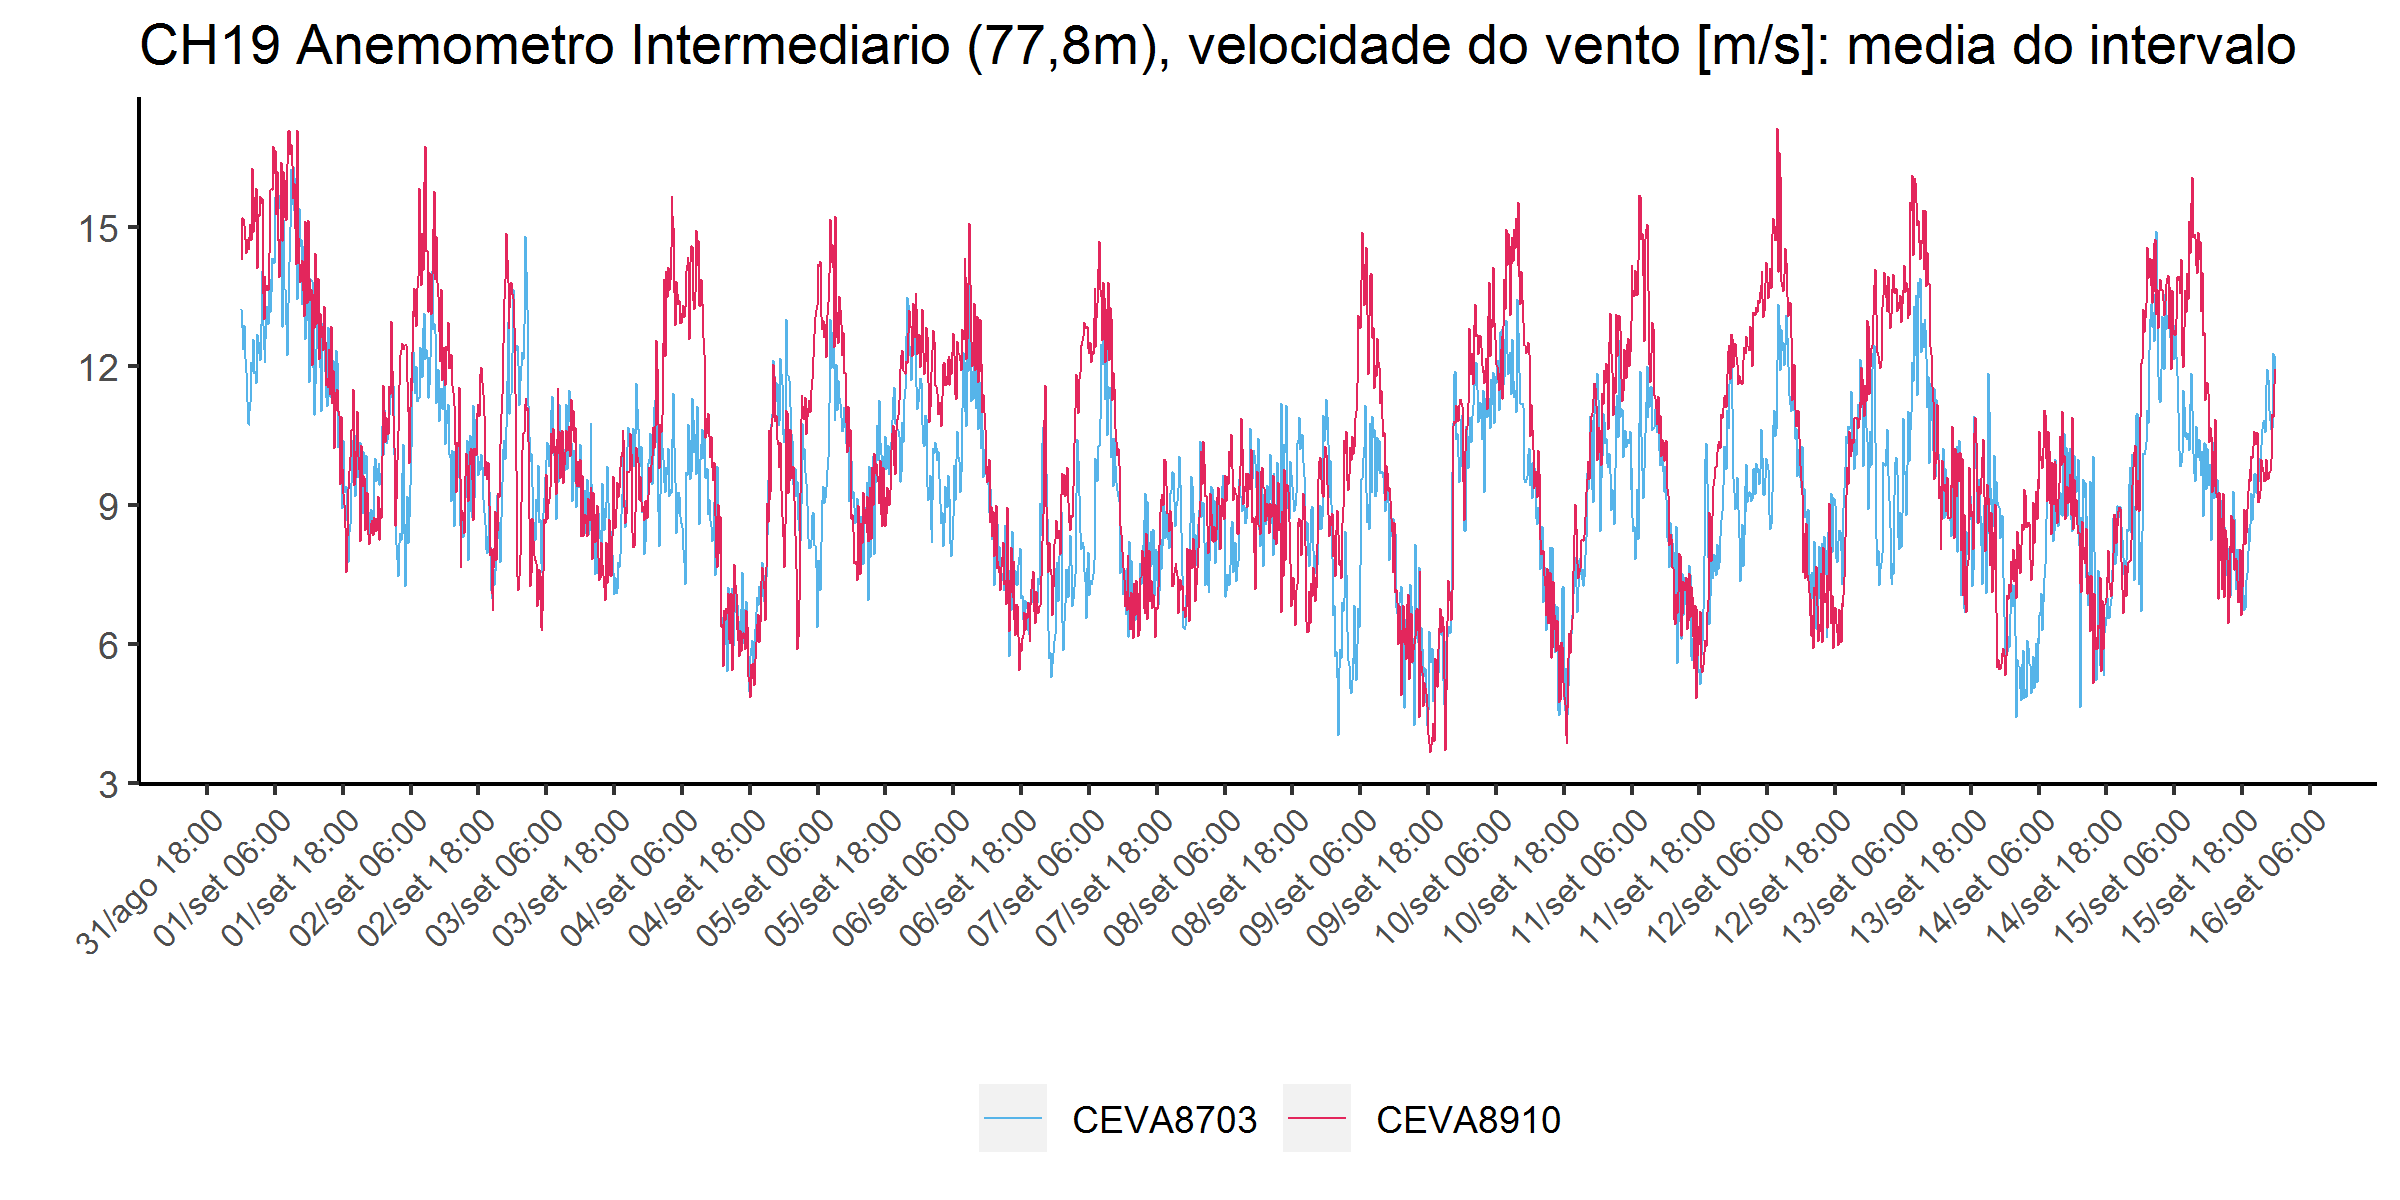 CH19 Anemometro Intermediario (77,8m), velocidade do vento [m/s]: media do intervalo
15
12
9
6
3
31/ago 18:00
01/set 06:00
01/set 18:00
02/set 06:00
02/set 18:00
03/set 06:00
03/set 18:00
04/set 06:00
04/set 18:00
05/set 06:00
05/set 18:00
06/set 06:00
06/set 18:00
07/set 06:00
07/set 18:00
08/set 06:00
08/set 18:00
09/set 06:00
09/set 18:00
10/set 06:00
10/set 18:00
11/set 06:00
11/set 18:00
12/set 06:00
12/set 18:00
13/set 06:00
13/set 18:00
14/set 06:00
14/set 18:00
15/set 06:00
15/set 18:00
16/set 06:00
CEVA8703 CEVA8910